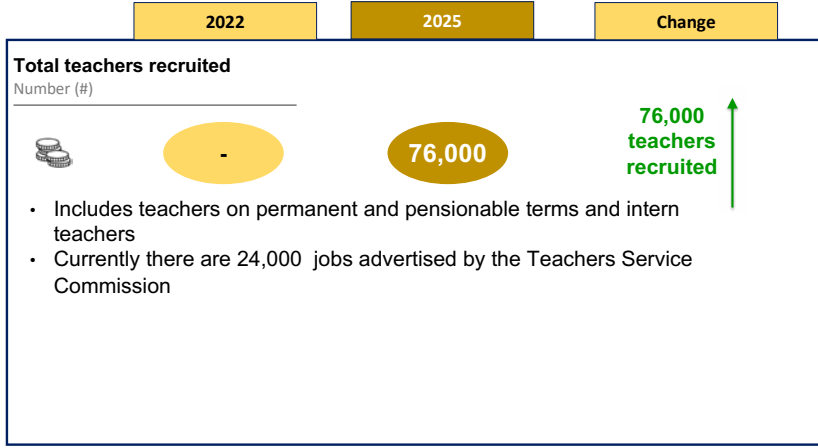 2022 2025 Change
Total teachers recruited
Number (#)
- 76,000
76,000
teachers
recruited
• Includes teachers on permanent and pensionable terms and intern
teachers
• Currently there are 24,000 jobs advertised by the Teachers Service
Commission